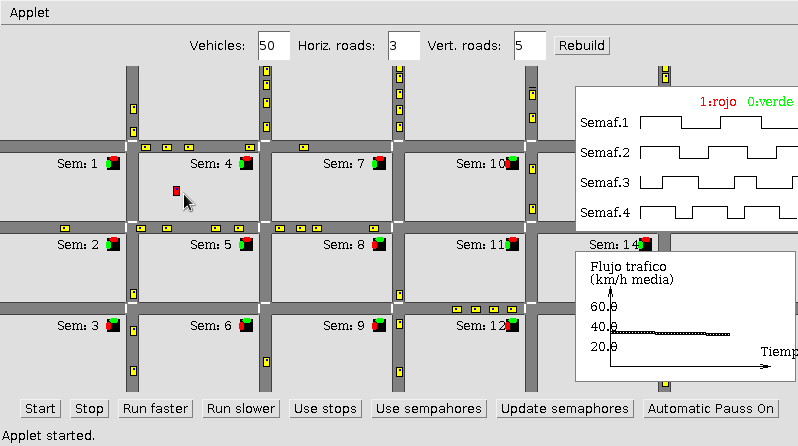 Applet
Vehicles: 50 Horiz. roads: 3 Vert. roads: 5 Rebuild
1:rojo 0:verde
Semaf.1
Semaf.2
Semaf.3
Semaf.4
Sem: 1 Sem: 4 Sem: 7 Sem: 10
Sem: 2 Sem: 5 Sem: 8 Sem: 11 Sem: 14
Flujo trafico
(km/h media)
60.0
40.0
20.0
Tiemp
Sem: 3 Sem: 6 Sem: 9 Sem: 12
Start Stop Run faster Run slower Use stops Use sempahores Update semaphores Automatic Pauss On
Applet started.